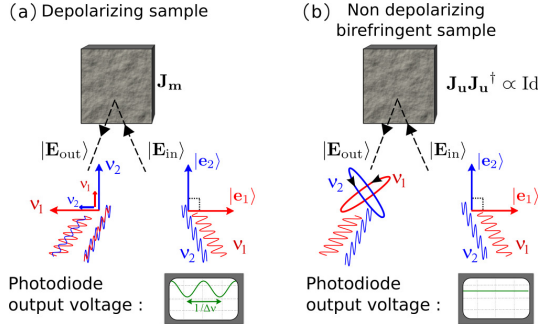 (a) Depolarizing sample
J_m
|E_out⟩ |E_in⟩
ν_2
ν_1
ν_2
ν_1
|e_2⟩
|e_1⟩
ν_2
ν_1
Photodiode
output voltage :
1/Δν
(b) Non depolarizing
birefringent sample
J_u J_u^† ∝ Id
|E_out⟩ |E_in⟩
ν_2 ν_1
|e_2⟩
|e_1⟩
ν_2
ν_1
Photodiode
output voltage :